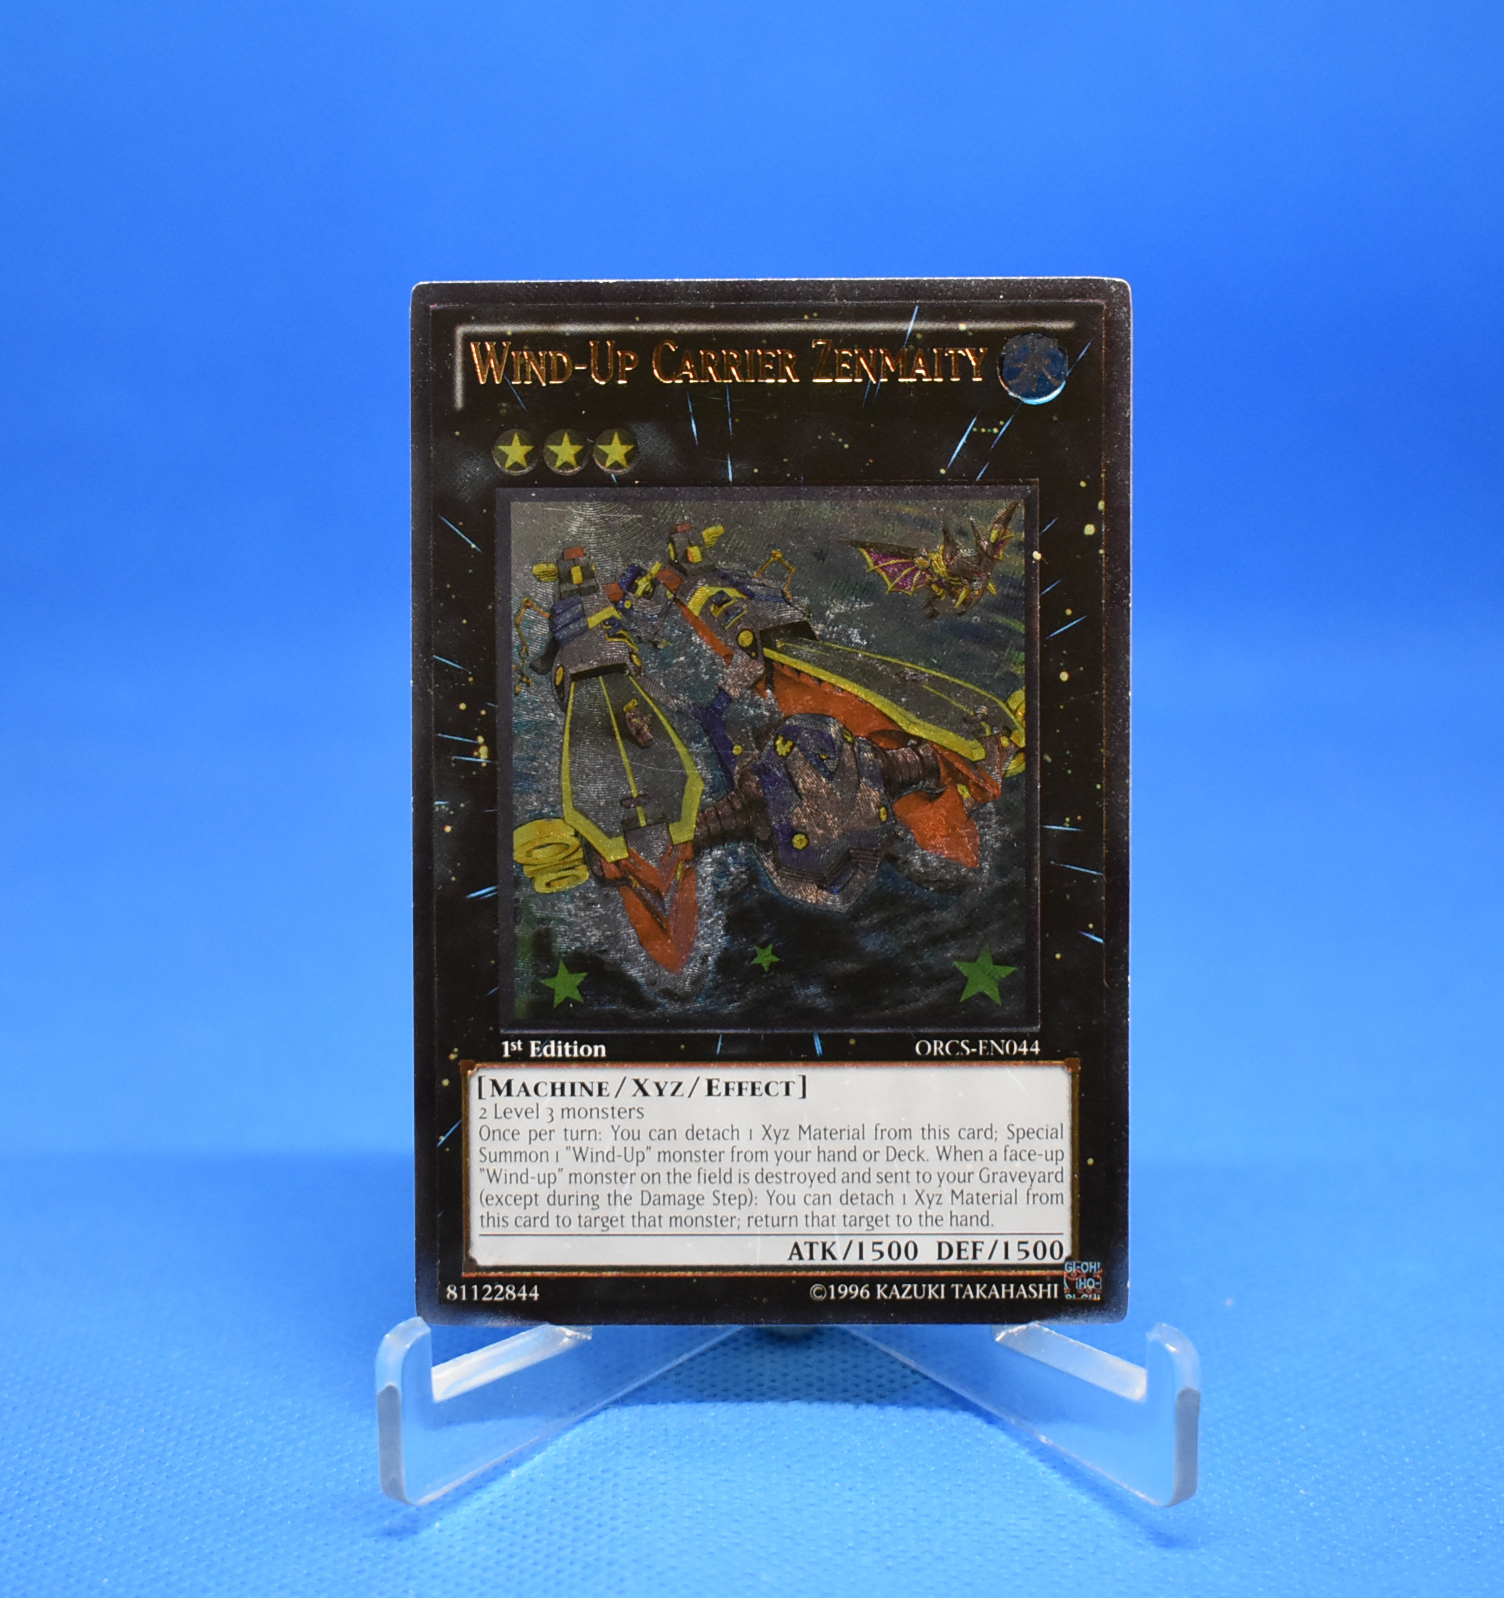 WIND-UP CARRIER ZENMAITY
1st Edition
ORCS-EN044
[MACHINE/XYZ/EFFECT]
2 Level 3 monsters
Once per turn: You can detach 1 Xyz Material from this card; Special
Summon 1 "Wind-Up" monster from your hand or Deck. When a face-up
"Wind-up" monster on the field is destroyed and sent to your Graveyard
(except during the Damage Step): You can detach 1 Xyz Material from
this card to target that monster; return that target to the hand.
ATK/1500 DEF/1500
81122844
©1996 KAZUKI TAKAHASHI
GI-OH!